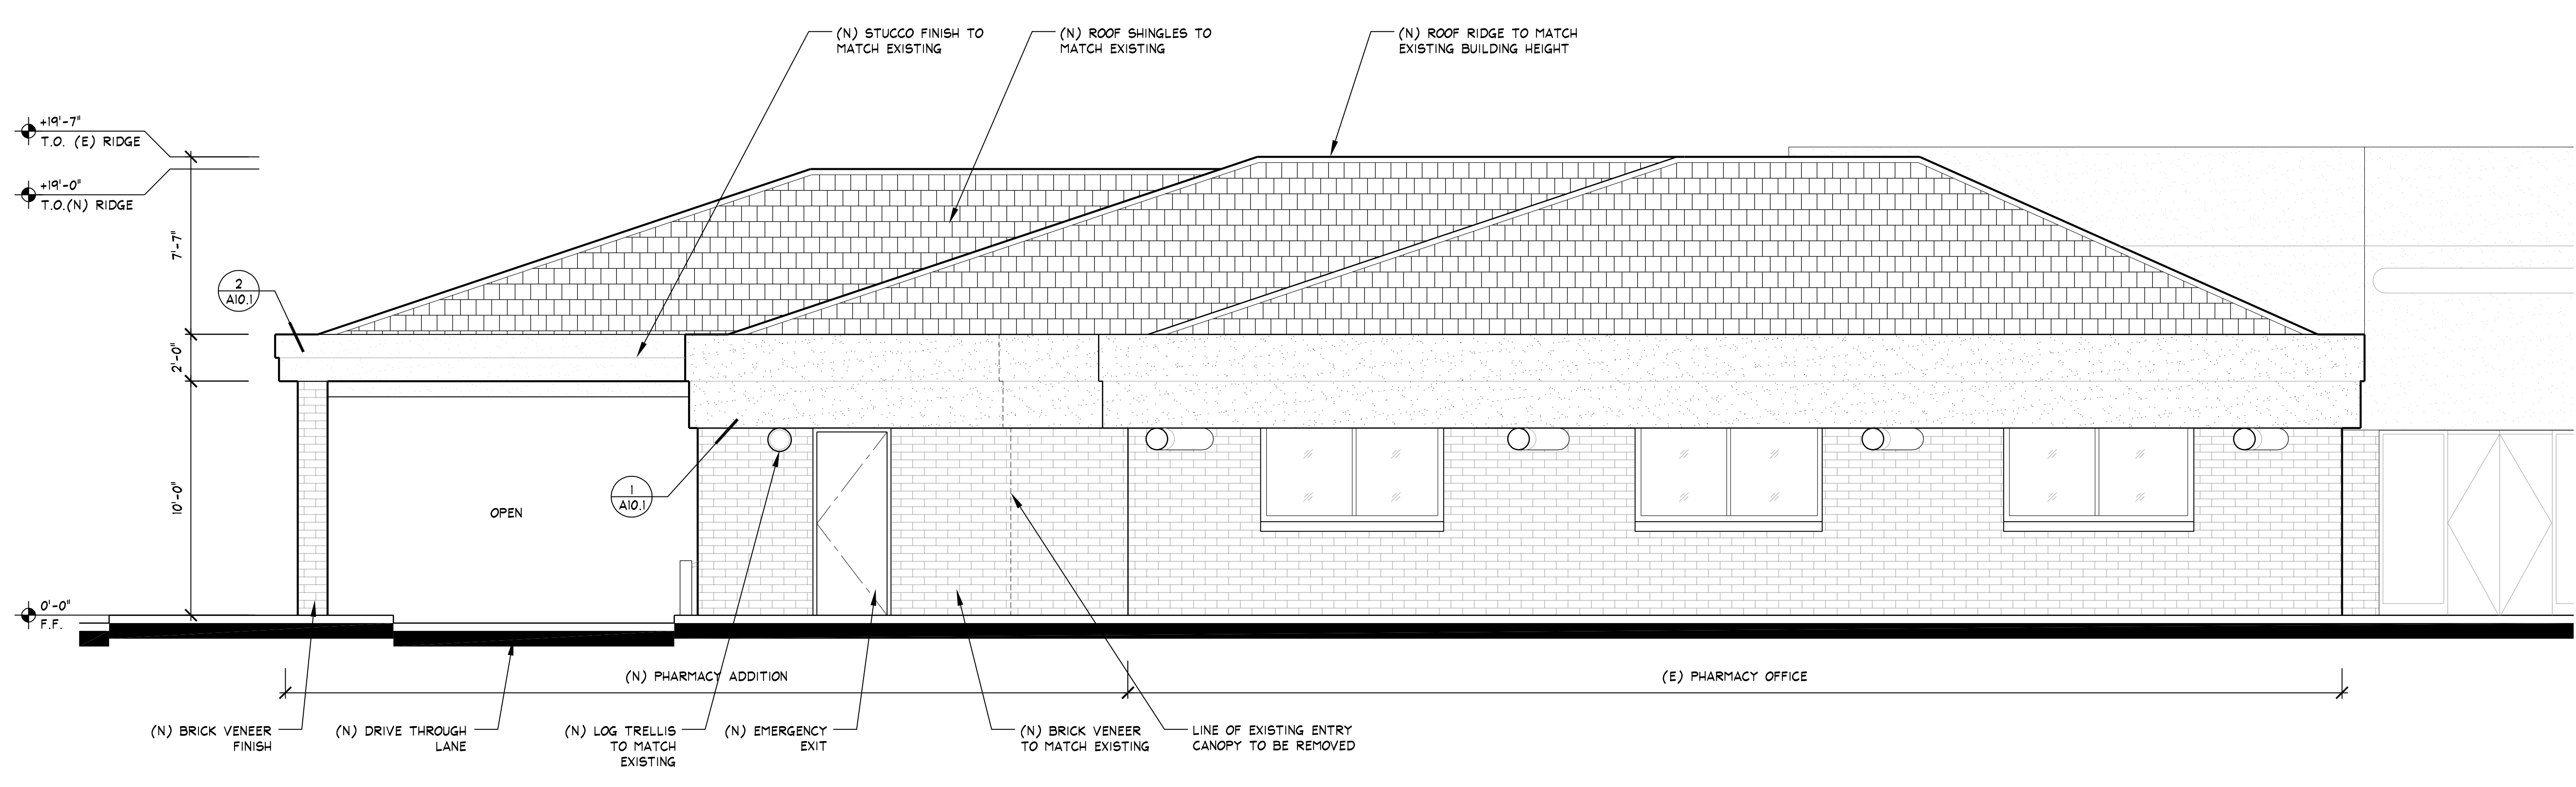 (N) STUCCO FINISH TO
MATCH EXISTING
(N) ROOF SHINGLES TO
MATCH EXISTING
(N) ROOF RIDGE TO MATCH
EXISTING BUILDING HEIGHT
+19'-7"
T.O. (E) RIDGE
+19'-0"
T.O.(N) RIDGE
7'-7"
2
A10.1
2'-0"
10'-0"
1
A10.1
OPEN
0'-0"
F.F.
(N) PHARMACY ADDITION
(E) PHARMACY OFFICE
(N) BRICK VENEER
FINISH
(N) DRIVE THROUGH
LANE
(N) LOG TRELLIS
TO MATCH
EXISTING
(N) EMERGENCY
EXIT
(N) BRICK VENEER
TO MATCH EXISTING
LINE OF EXISTING ENTRY
CANOPY TO BE REMOVED